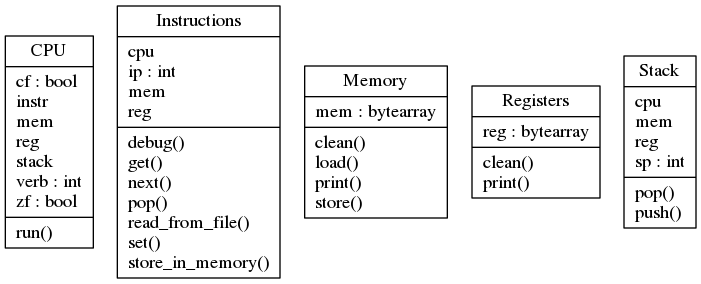 CPU
cf : bool
instr
mem
reg
stack
verb : int
zf : bool
run()
Instructions
cpu
ip : int
mem
reg
debug()
get()
next()
pop()
read_from_file()
set()
store_in_memory()
Memory
mem : bytearray
clean()
load()
print()
store()
Registers
reg : bytearray
clean()
print()
Stack
cpu
mem
reg
sp : int
pop()
push()